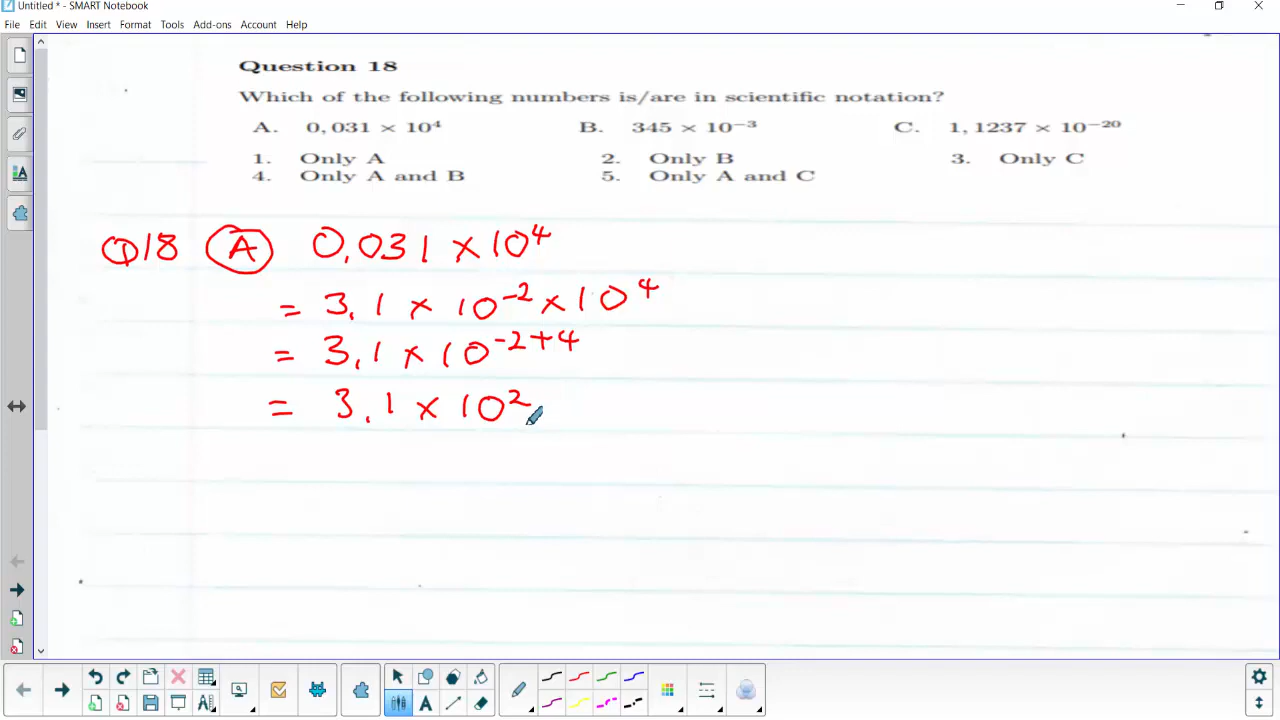 Untitled * - SMART Notebook
File Edit View Insert Format Tools Add-ons Account Help
Question 18
Which of the following numbers is/are in scientific notation?
A. 0, 031 × 10⁴ B. 345 × 10⁻³ C. 1, 1237 × 10⁻²⁰
1. Only A 2. Only B 3. Only C
4. Only A and B 5. Only A and C
Q18 A 0,031 × 10⁴
= 3,1 × 10⁻² × 10⁴
= 3,1 × 10⁻²⁺⁴
= 3,1 × 10²